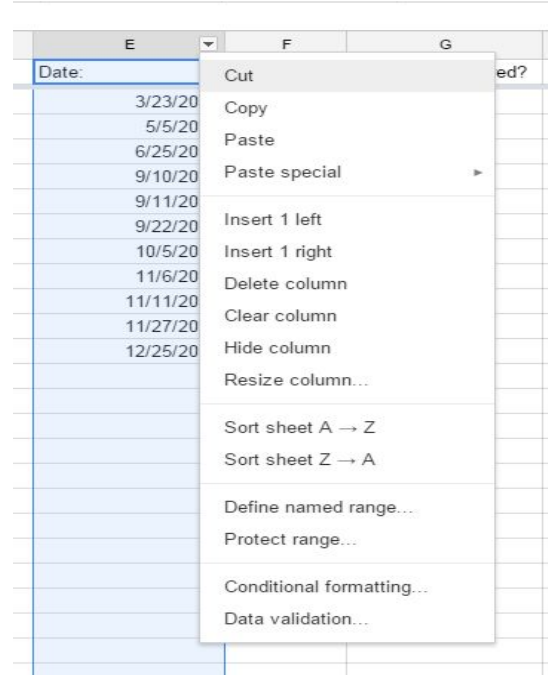 E F G
Date: ed?
3/23/20
5/5/20
6/25/20
9/10/20
9/11/20
9/22/20
10/5/20
11/6/20
11/11/20
11/27/20
12/25/20
Cut
Copy
Paste
Paste special
Insert 1 left
Insert 1 right
Delete column
Clear column
Hide column
Resize column...
Sort sheet A → Z
Sort sheet Z → A
Define named range...
Protect range...
Conditional formatting...
Data validation...